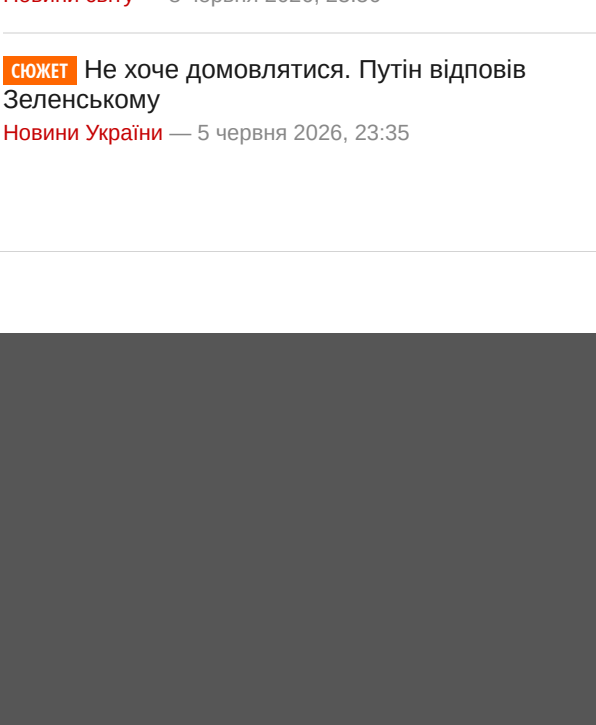 СЮЖЕТ Не хоче домовлятися. Путін відповів
Зеленському
Новини України — 5 червня 2026, 23:35